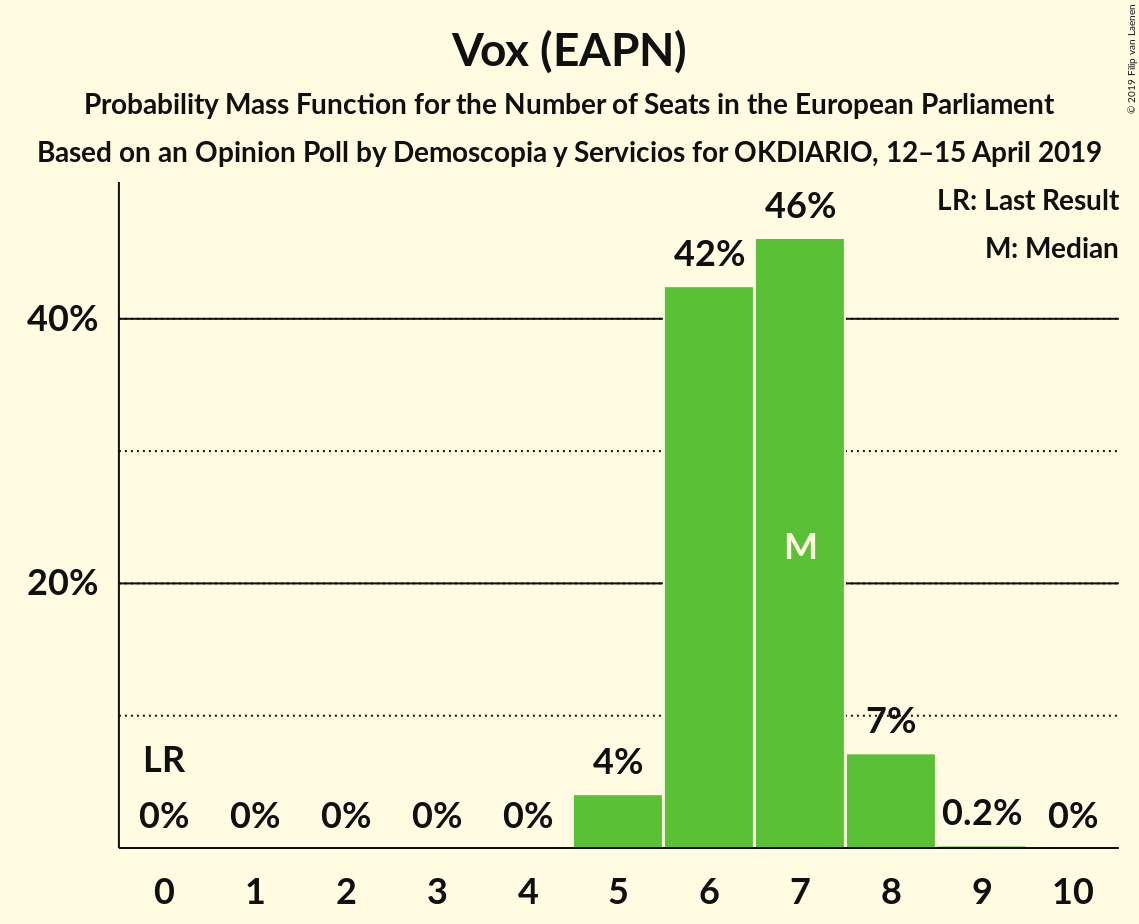 Vox (EAPN)
Probability Mass Function for the Number of Seats in the European Parliament
Based on an Opinion Poll by Demoscopia y Servicios for OKDIARIO, 12–15 April 2019
© 2019 Filip van Laenen
LR: Last Result
M: Median
46%
42%
40%
M
20%
7%
LR
4%
0% 0% 0% 0% 0% 0.2% 0%
0 1 2 3 4 5 6 7 8 9 10